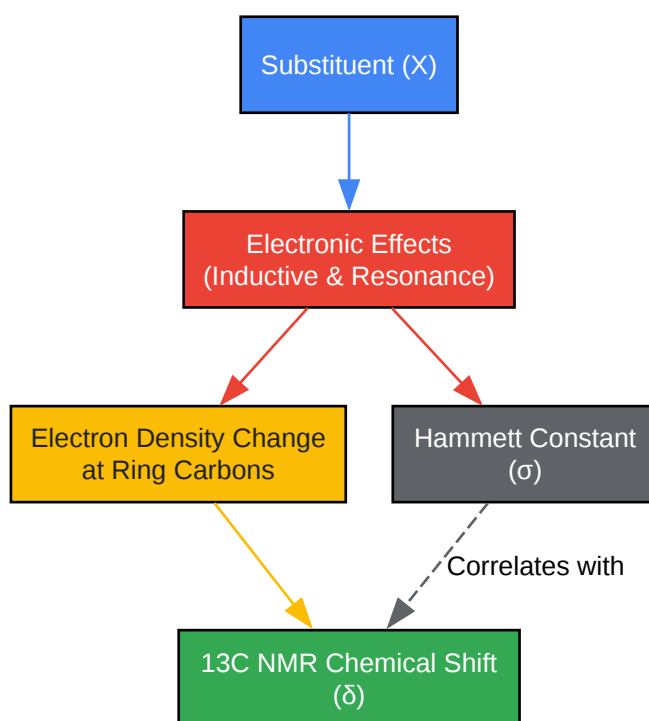 Substituent (X)
Electronic Effects
(Inductive & Resonance)
Electron Density Change
at Ring Carbons
Hammett Constant
(σ)
Correlates with
13C NMR Chemical Shift
(δ)